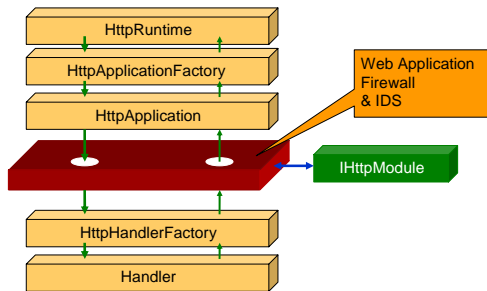 HttpRuntime
HttpApplicationFactory
HttpApplication
Web Application
Firewall
& IDS
IHttpModule
HttpHandlerFactory
Handler